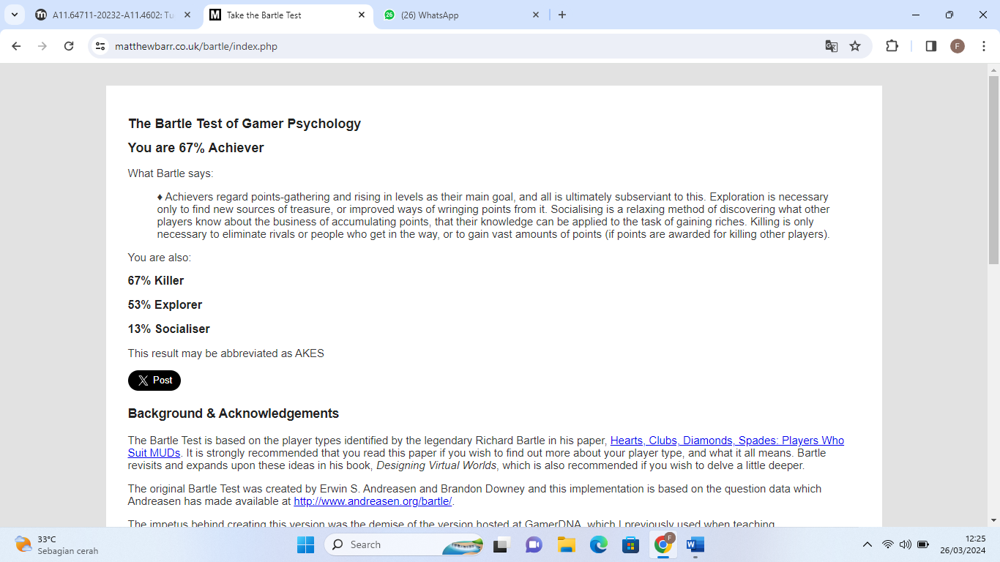 A11.64711-20232-A11.4602: Tu
Take the Bartle Test
26
(26) WhatsApp
matthewbarr.co.uk/bartle/index.php
F
The Bartle Test of Gamer Psychology
You are 67% Achiever
What Bartle says:
♦ Achievers regard points-gathering and rising in levels as their main goal, and all is ultimately subserviant to this. Exploration is necessary
only to find new sources of treasure, or improved ways of wringing points from it. Socialising is a relaxing method of discovering what other
players know about the business of accumulating points, that their knowledge can be applied to the task of gaining riches. Killing is only
necessary to eliminate rivals or people who get in the way, or to gain vast amounts of points (if points are awarded for killing other players).
You are also:
67% Killer
53% Explorer
13% Socialiser
This result may be abbreviated as AKES
X Post
Background & Acknowledgements
The Bartle Test is based on the player types identified by the legendary Richard Bartle in his paper, Hearts, Clubs, Diamonds, Spades: Players Who
Suit MUDs. It is strongly recommended that you read this paper if you wish to find out more about your player type, and what it all means. Bartle
revisits and expands upon these ideas in his book, Designing Virtual Worlds, which is also recommended if you wish to delve a little deeper.
The original Bartle Test was created by Erwin S. Andreasen and Brandon Downey and this implementation is based on the question data which
Andreasen has made available at http://www.andreasen.org/bartle/.
The impetus behind creating this version was the demise of the version hosted at GamerDNA, which I previously used when teaching
33°C
Sebagian cerah
Search
F
12:25
26/03/2024